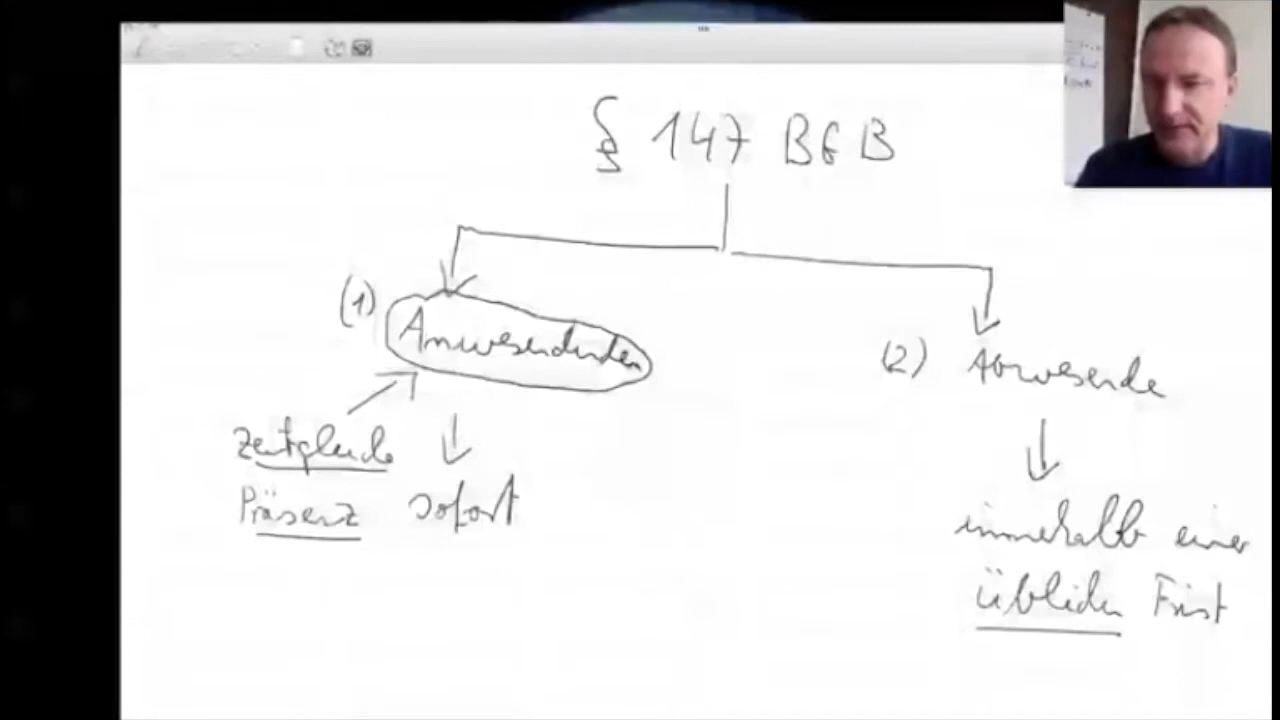 § 147 BGB
(1) Anwesenden
(2) Abwesende
zeitgleiche
Präsenz
sofort
innerhalb einer
üblichen Frist